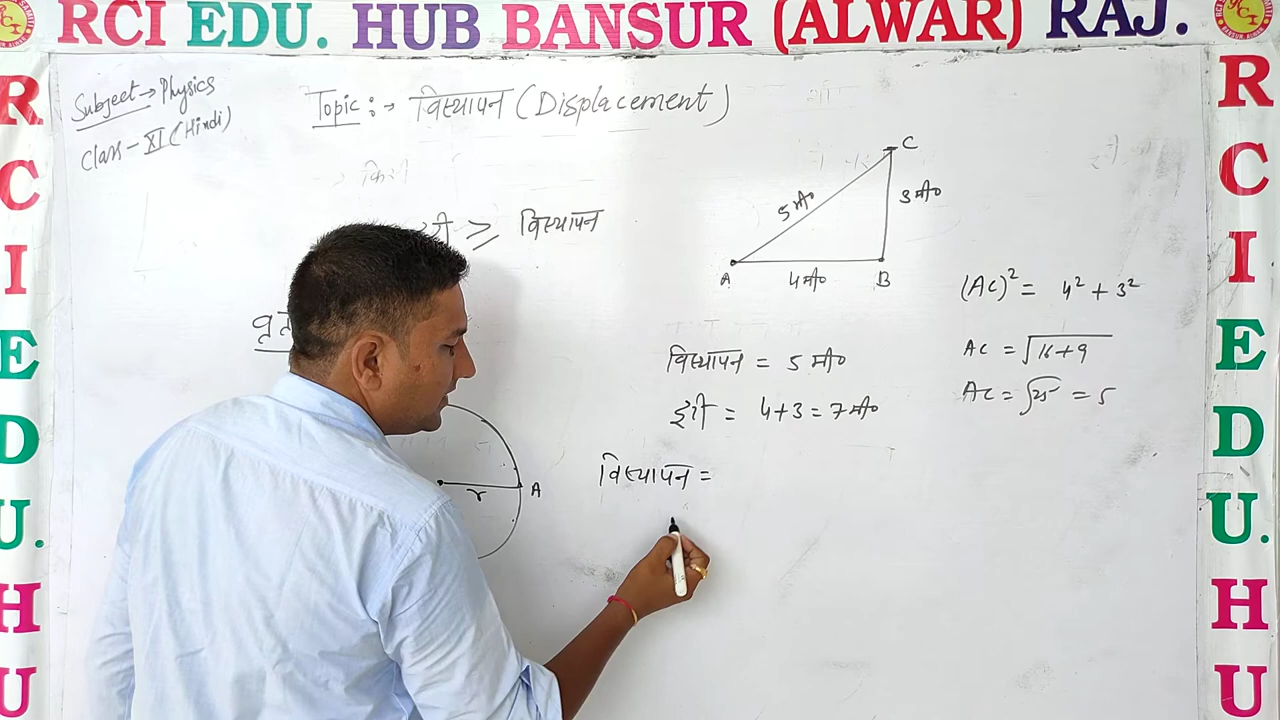 RCI EDU. HUB BANSUR (ALWAR) RAJ.
Subject → Physics
Class - XI (Hindi)
Topic :→ विस्थापन (Displacement)
≥ विस्थापन
C
5 मी०
3 मी०
A
4 मी०
B
(AC)² = 4² + 3²
AC = √16+9
AC = √25 = 5
विस्थापन = 5 मी०
दूरी = 4+3 = 7 मी०
r
A
विस्थापन =
R
C
I
E
D
U.
H
U
R
C
I
E
D
U.
H
U